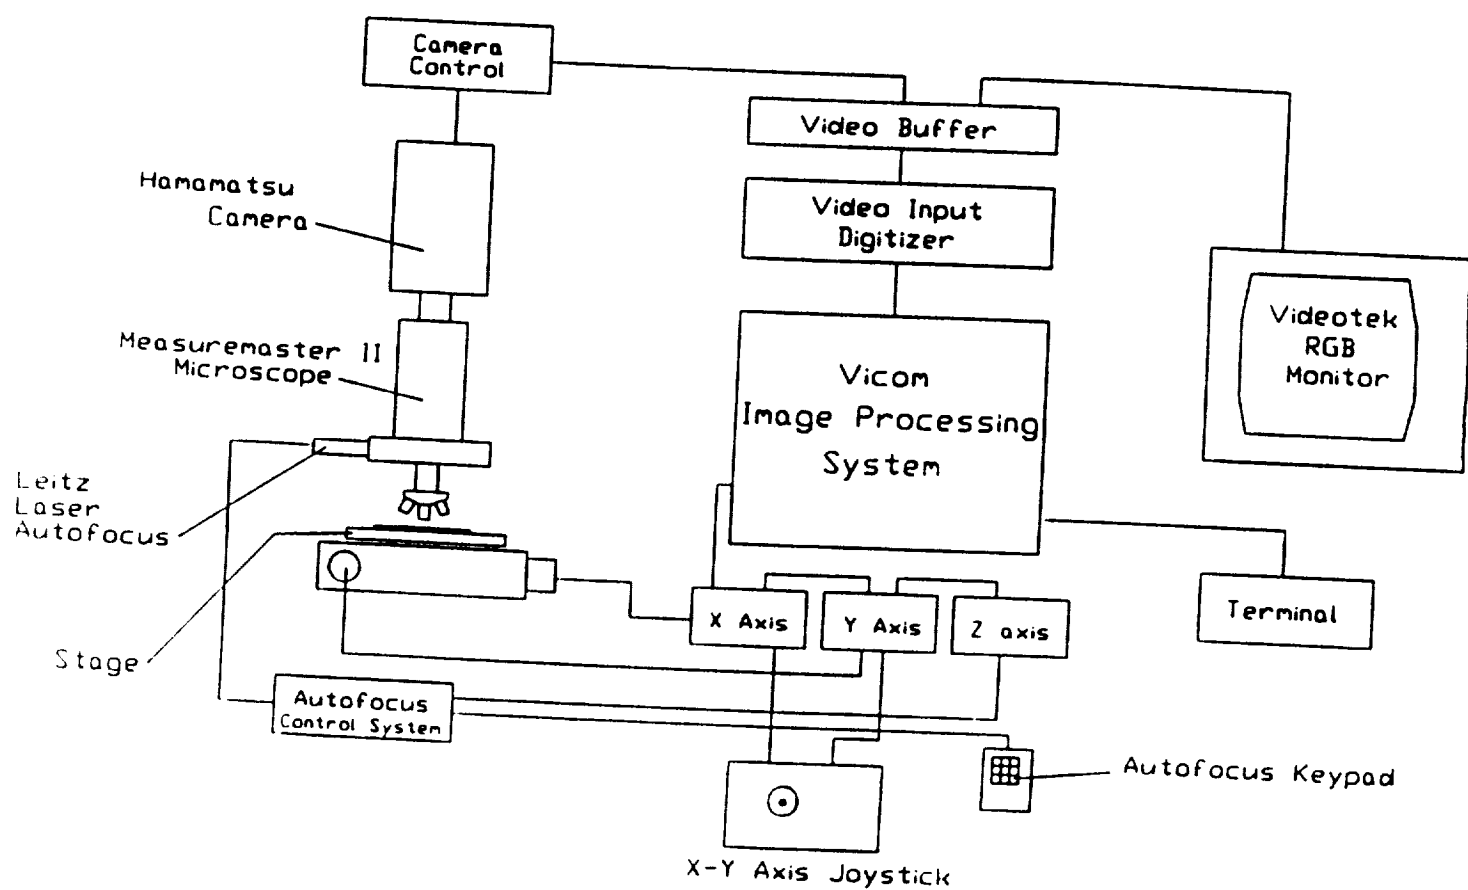 Camera
Control
Video Buffer
Hamamatsu
Camera
Video Input
Digitizer
Videotek
RGB
Monitor
Measuremaster II
Microscope
Vicom
Image Processing
System
Leitz
Laser
Autofocus
X Axis
Y Axis
Z axis
Terminal
Stage
Autofocus
Control System
Autofocus Keypad
X-Y Axis Joystick